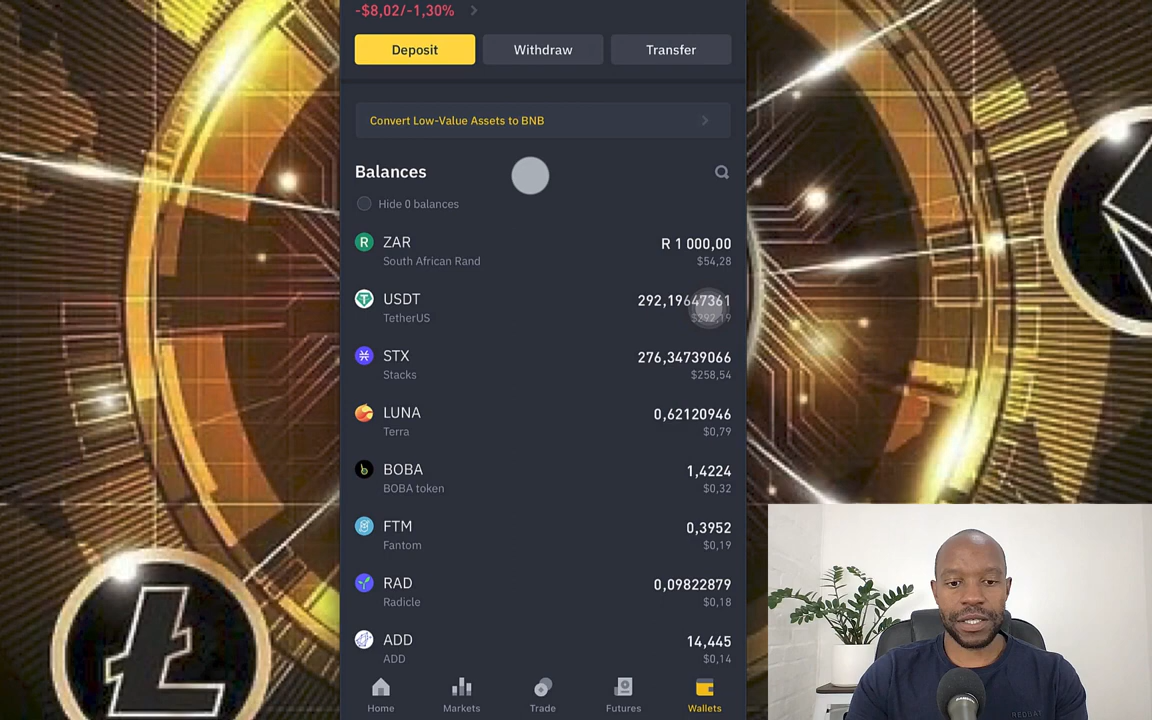 -$8,02/-1,30%
Deposit
Withdraw
Transfer
Convert Low-Value Assets to BNB
Balances
Hide 0 balances
ZAR
R 1 000,00
South African Rand
$54,28
USDT
292,19647361
TetherUS
$292,19
STX
276,34739066
Stacks
$258,54
LUNA
0,62120946
Terra
$0,79
BOBA
1,4224
BOBA token
$0,32
FTM
0,3952
Fantom
$0,19
RAD
0,09822879
Radicle
$0,18
ADD
14,445
ADD
$0,14
Home
Markets
Trade
Futures
Wallets